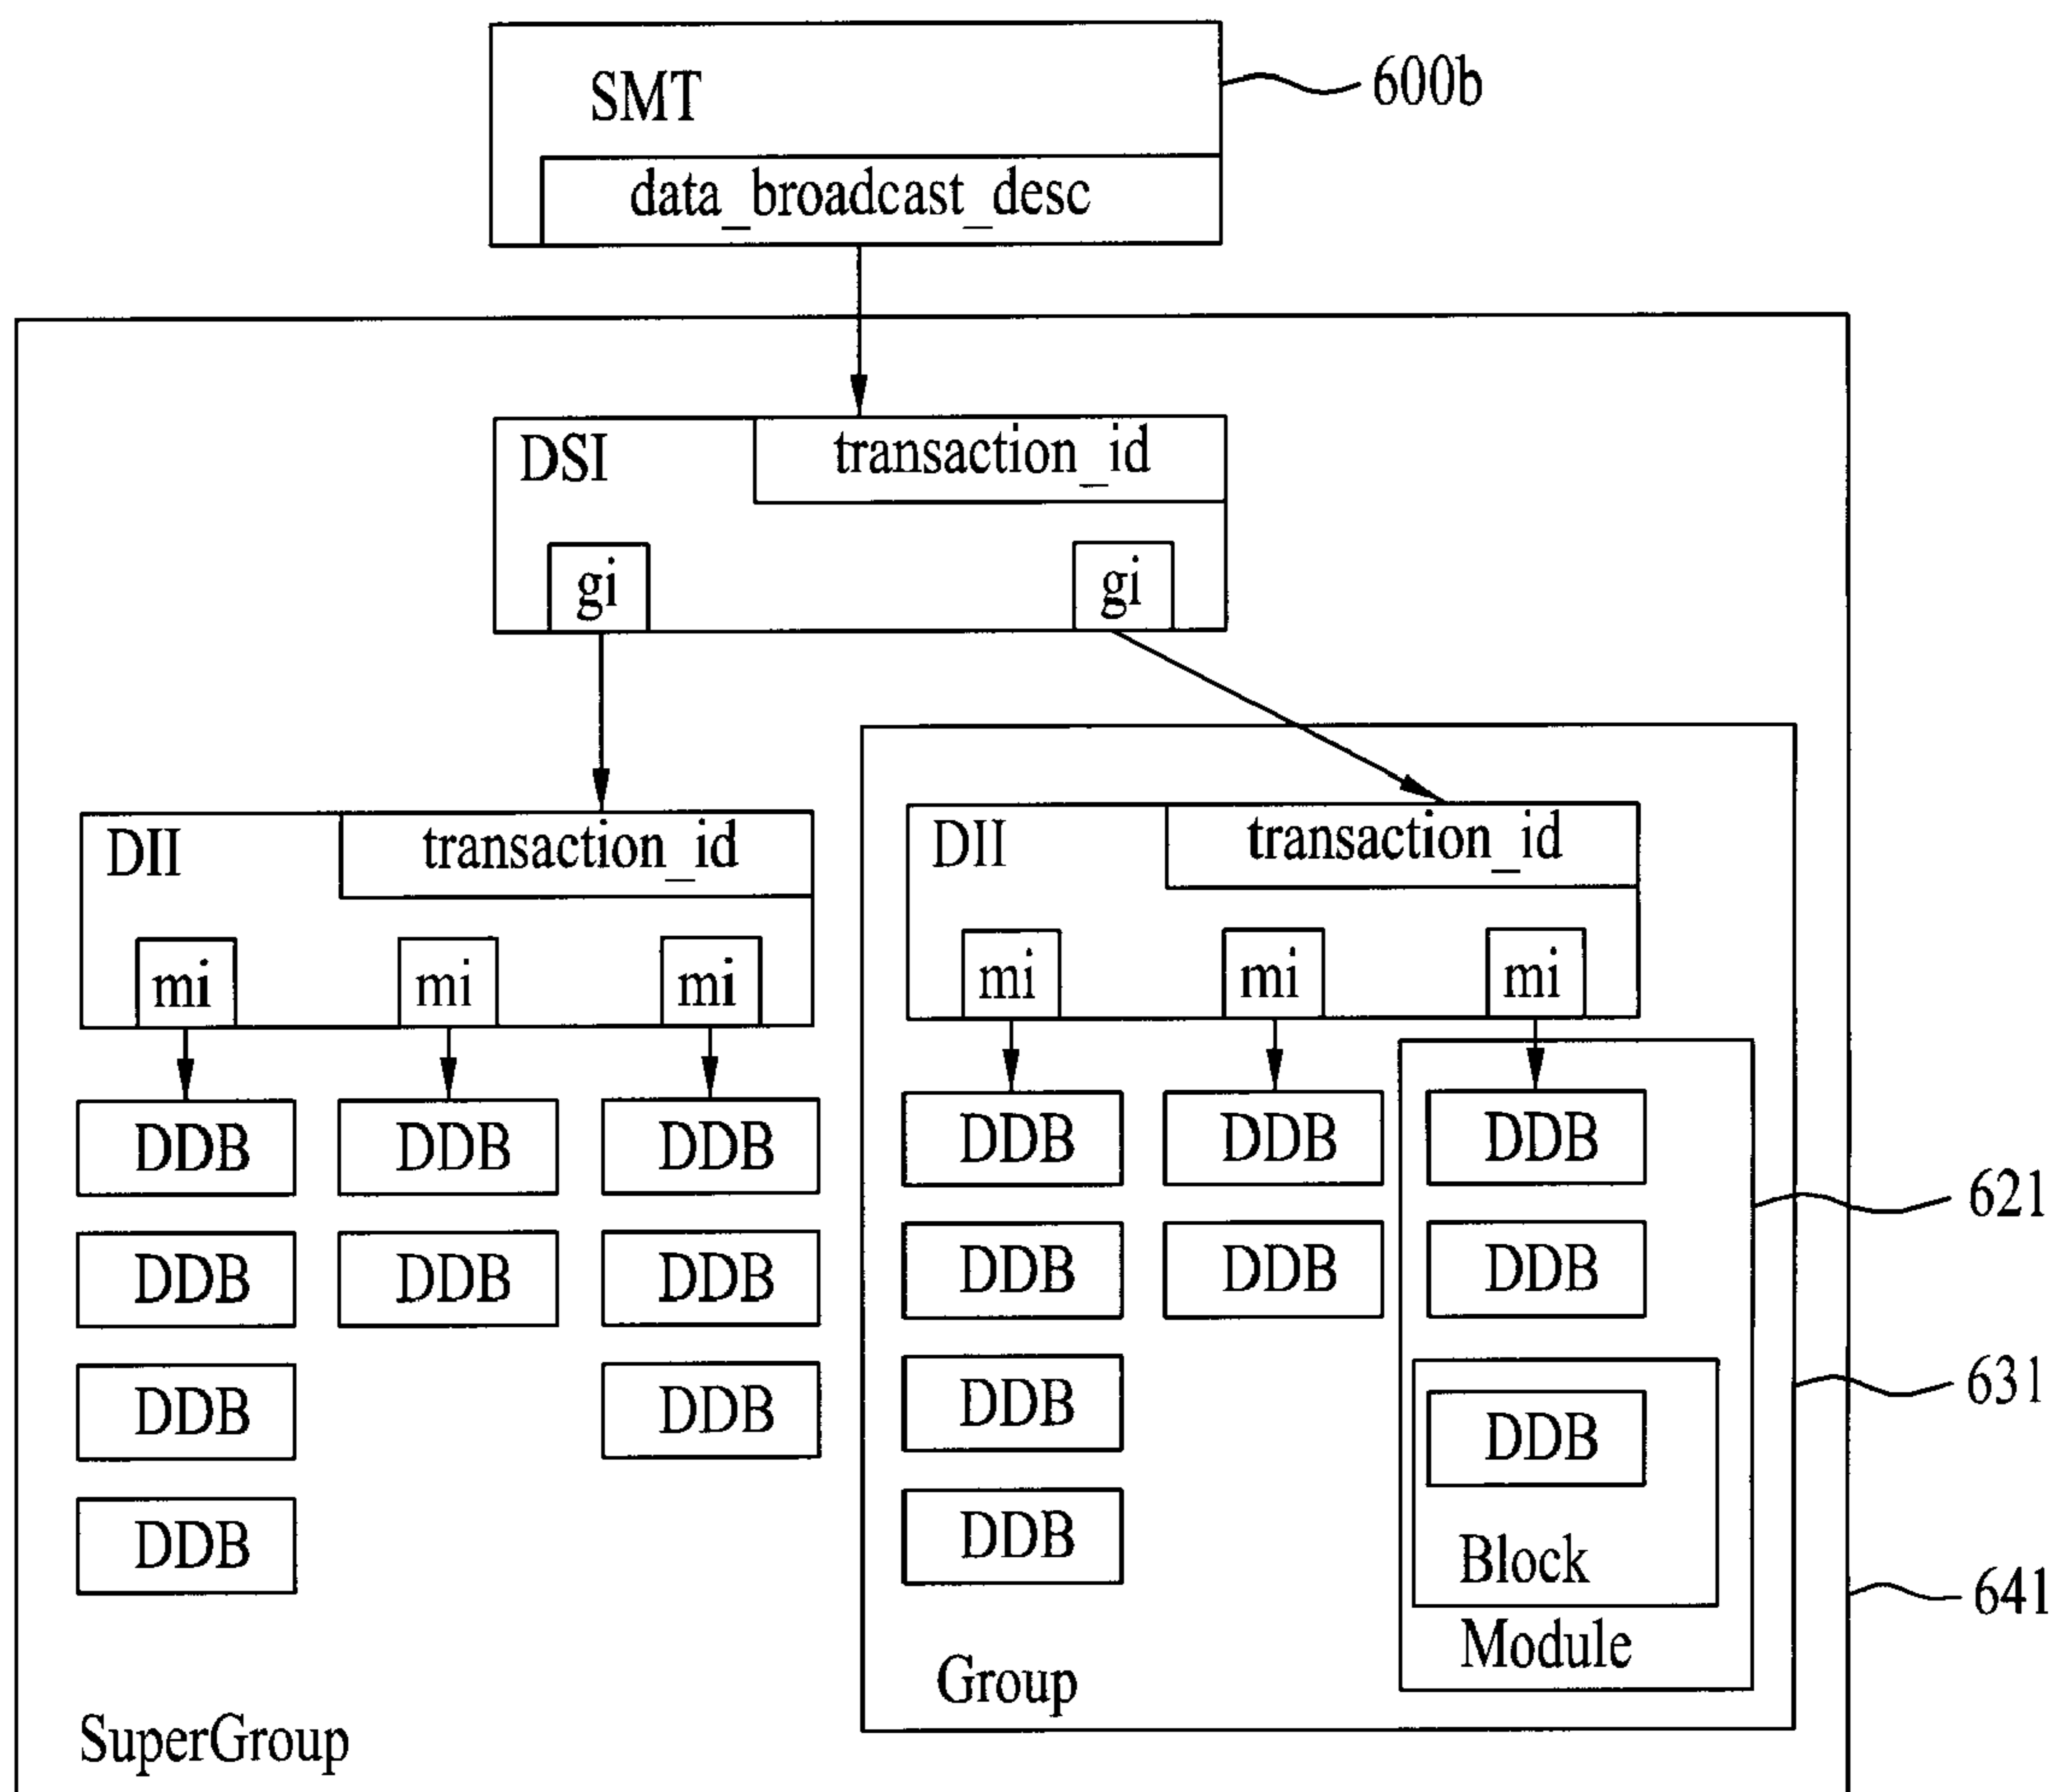 SMT
600b
data_broadcast_desc
DSI
transaction_id
gi
gi
DII
transaction_id
DII
transaction_id
mi
mi
mi
mi
mi
mi
DDB
DDB
DDB
DDB
DDB
DDB
621
DDB
DDB
DDB
DDB
DDB
DDB
631
DDB
DDB
DDB
DDB
DDB
DDB
Block
641
Module
Group
SuperGroup